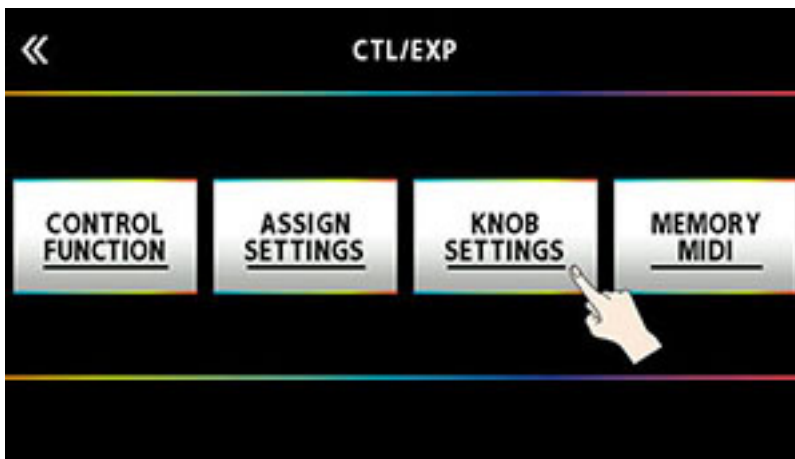 CTL/EXP
CONTROL
FUNCTION
ASSIGN
SETTINGS
KNOB
SETTINGS
MEMORY
MIDI